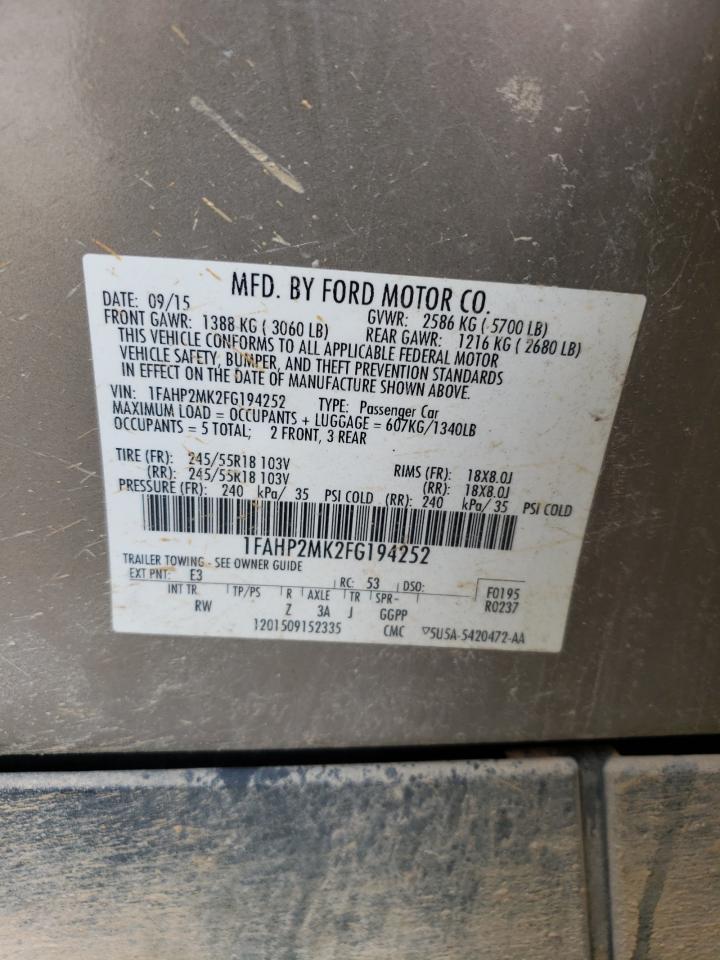 MFD. BY FORD MOTOR CO.
DATE: 09/15 GVWR: 2586 KG ( 5700 LB)
FRONT GAWR: 1388 KG ( 3060 LB) REAR GAWR: 1216 KG ( 2680 LB)
THIS VEHICLE CONFORMS TO ALL APPLICABLE FEDERAL MOTOR
VEHICLE SAFETY, BUMPER, AND THEFT PREVENTION STANDARDS
IN EFFECT ON THE DATE OF MANUFACTURE SHOWN ABOVE.
VIN: 1FAHP2MK2FG194252 TYPE: Passenger Car
MAXIMUM LOAD = OCCUPANTS + LUGGAGE = 607KG/1340LB
OCCUPANTS = 5 TOTAL; 2 FRONT, 3 REAR
TIRE (FR): 245/55R18 103V RIMS (FR): 18X8.0J
(RR): 245/55R18 103V (RR): 18X8.0J
PRESSURE (FR): 240 kPa/ 35 PSI COLD (RR): 240 kPa/ 35 PSI COLD
1FAHP2MK2FG194252
TRAILER TOWING - SEE OWNER GUIDE
EXT PNT: E3 RC: 53 DSO: F0195
INT TR TP/PS R AXLE TR SPR- R0237
RW Z 3A J GGPP
1201509152335 CMC ▽5U5A-5420472-AA